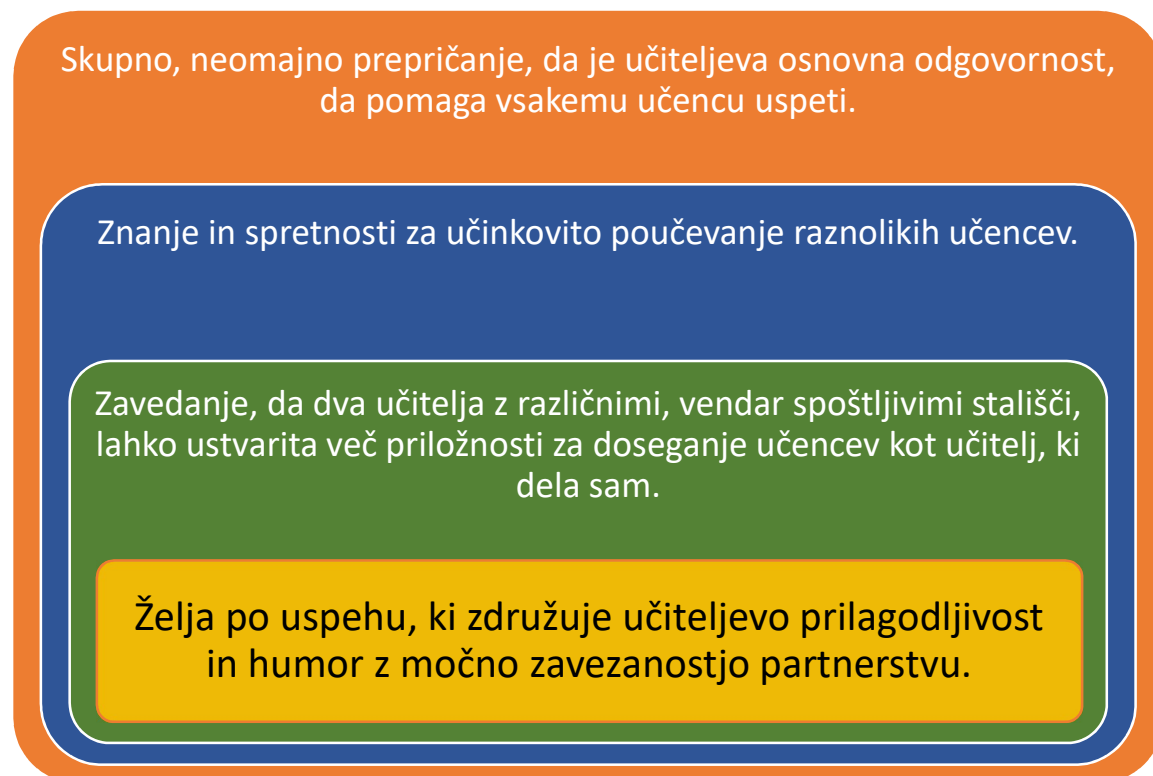 Skupno, neomajno prepričanje, da je učiteljeva osnovna odgovornost,
da pomaga vsakemu učencu uspeti.
Znanje in spretnosti za učinkovito poučevanje raznolikih učencev.
Zavedanje, da dva učitelja z različnimi, vendar spoštljivimi stališči,
lahko ustvarita več priložnosti za doseganje učencev kot učitelj, ki
dela sam.
Želja po uspehu, ki združuje učiteljevo prilagodljivost
in humor z močno zavezanostjo partnerstvu.